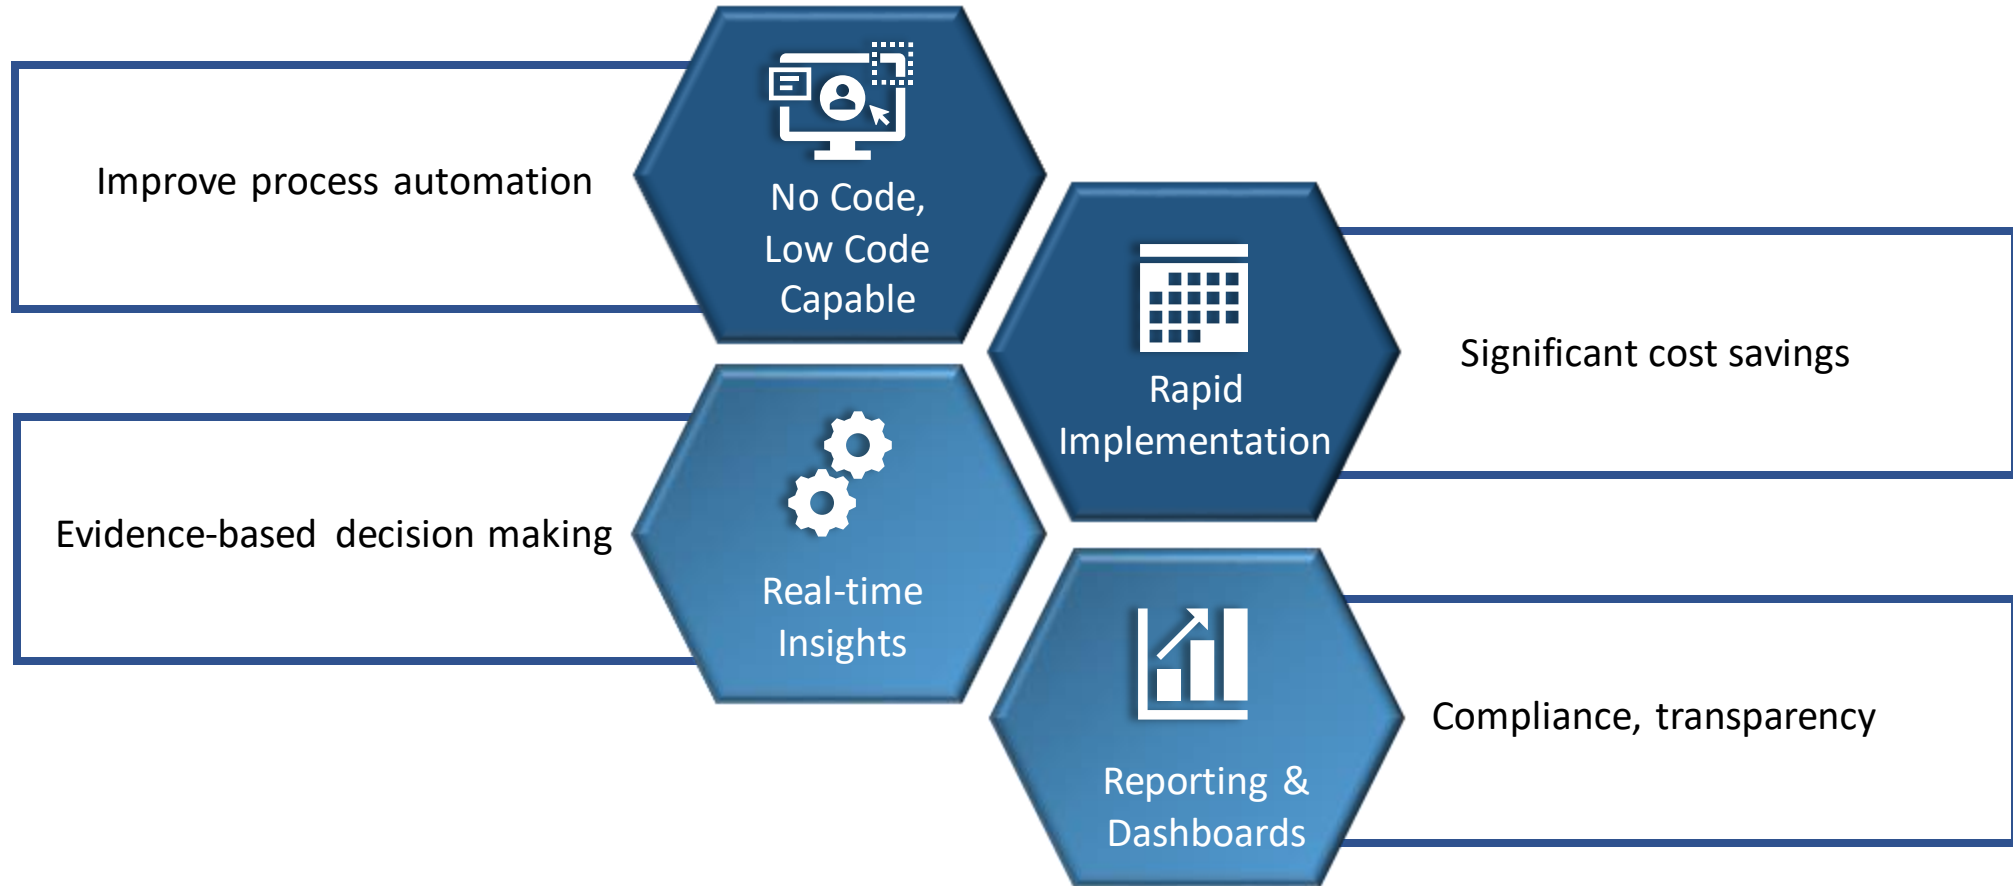 Improve process automation
No Code,
Low Code
Capable
Rapid
Implementation
Significant cost savings
Evidence-based decision making
Real-time
Insights
Reporting &
Dashboards
Compliance, transparency